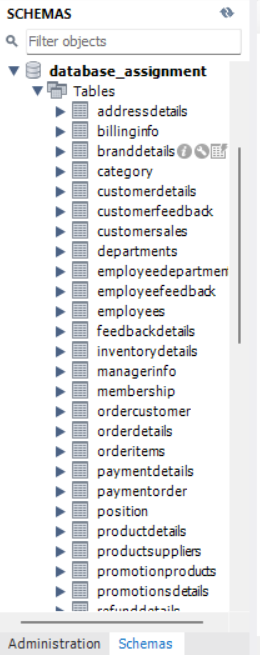 SCHEMAS
Filter objects
database_assignment
Tables
addressdetails
billinginfo
branddetails
category
customerdetails
customerfeedback
customersales
departments
employeedepartmen
employeefeedback
employees
feedbackdetails
inventorydetails
managerinfo
membership
ordercustomer
orderdetails
orderitems
paymentdetails
paymentorder
position
productdetails
productsuppliers
promotionproducts
promotionsdetails
refunddetails
Administration Schemas